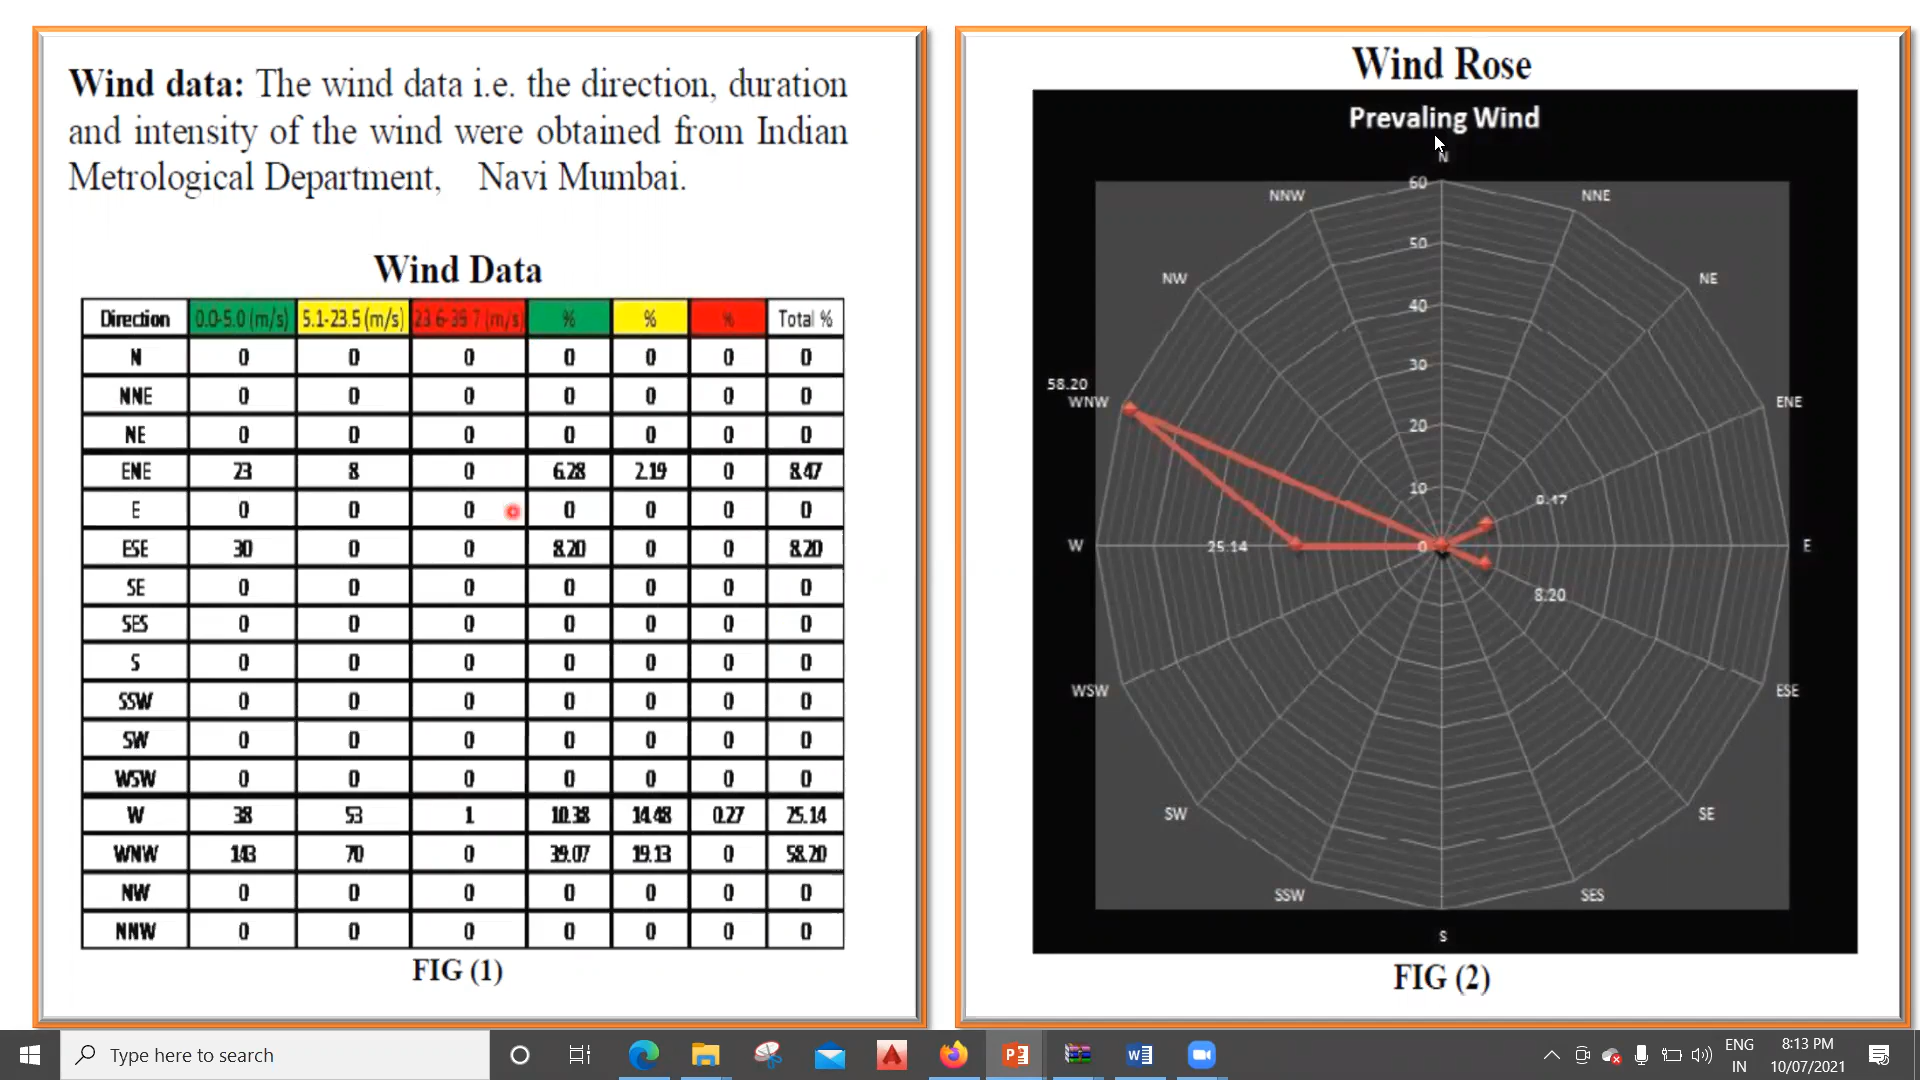 Wind data: The wind data i.e. the direction, duration
and intensity of the wind were obtained from Indian
Metrological Department, Navi Mumbai.
Wind Data
Direction 0.0-5.0 (m/s) 5.1-23.5 (m/s) % % % Total %
N 0 0 0 0 0 0 0
NNE 0 0 0 0 0 0 0
NE 0 0 0 0 0 0 0
ENE 23 8 0 6.28 2.19 0 8.47
E 0 0 0 0 0 0 0
ESE 30 0 0 8.20 0 0 8.20
SE 0 0 0 0 0 0 0
SES 0 0 0 0 0 0 0
S 0 0 0 0 0 0 0
SSW 0 0 0 0 0 0 0
SW 0 0 0 0 0 0 0
WSW 0 0 0 0 0 0 0
W 38 53 1 10.38 14.48 0.27 25.14
WNW 143 70 0 39.07 19.13 0 58.20
NW 0 0 0 0 0 0 0
NNW 0 0 0 0 0 0 0
FIG (1)
Wind Rose
Prevaling Wind
N
60
NNW NNE
50
NW NE
40
30
58.20
WNW ENE
20
10
8.47
W 25.14 0 E
8.20
WSW ESE
SW SE
SSW SES
S
FIG (2)
Type here to search
ENG
IN
8:13 PM
10/07/2021